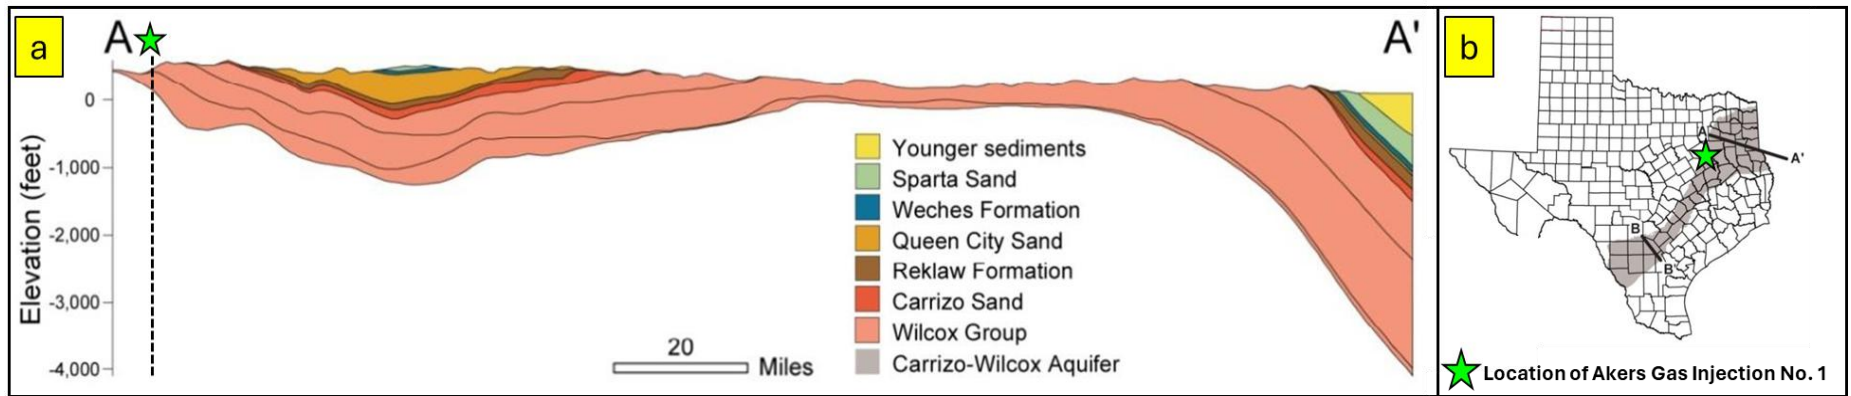 a
A
A'
Elevation (feet)
0
-1,000
-2,000
-3,000
-4,000
Younger sediments
Sparta Sand
Weches Formation
Queen City Sand
Reklaw Formation
Carrizo Sand
Wilcox Group
Carrizo-Wilcox Aquifer
20
Miles
b
A
A'
B
B'
Location of Akers Gas Injection No. 1